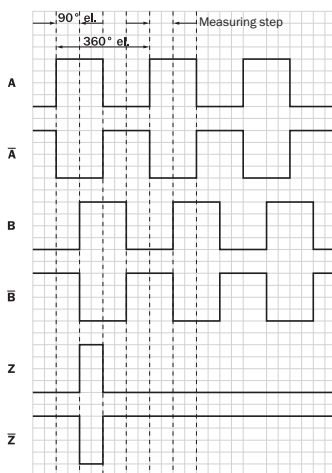 90° el.
Measuring step
360° el.
A
A̅
B
B̅
Z
Z̅